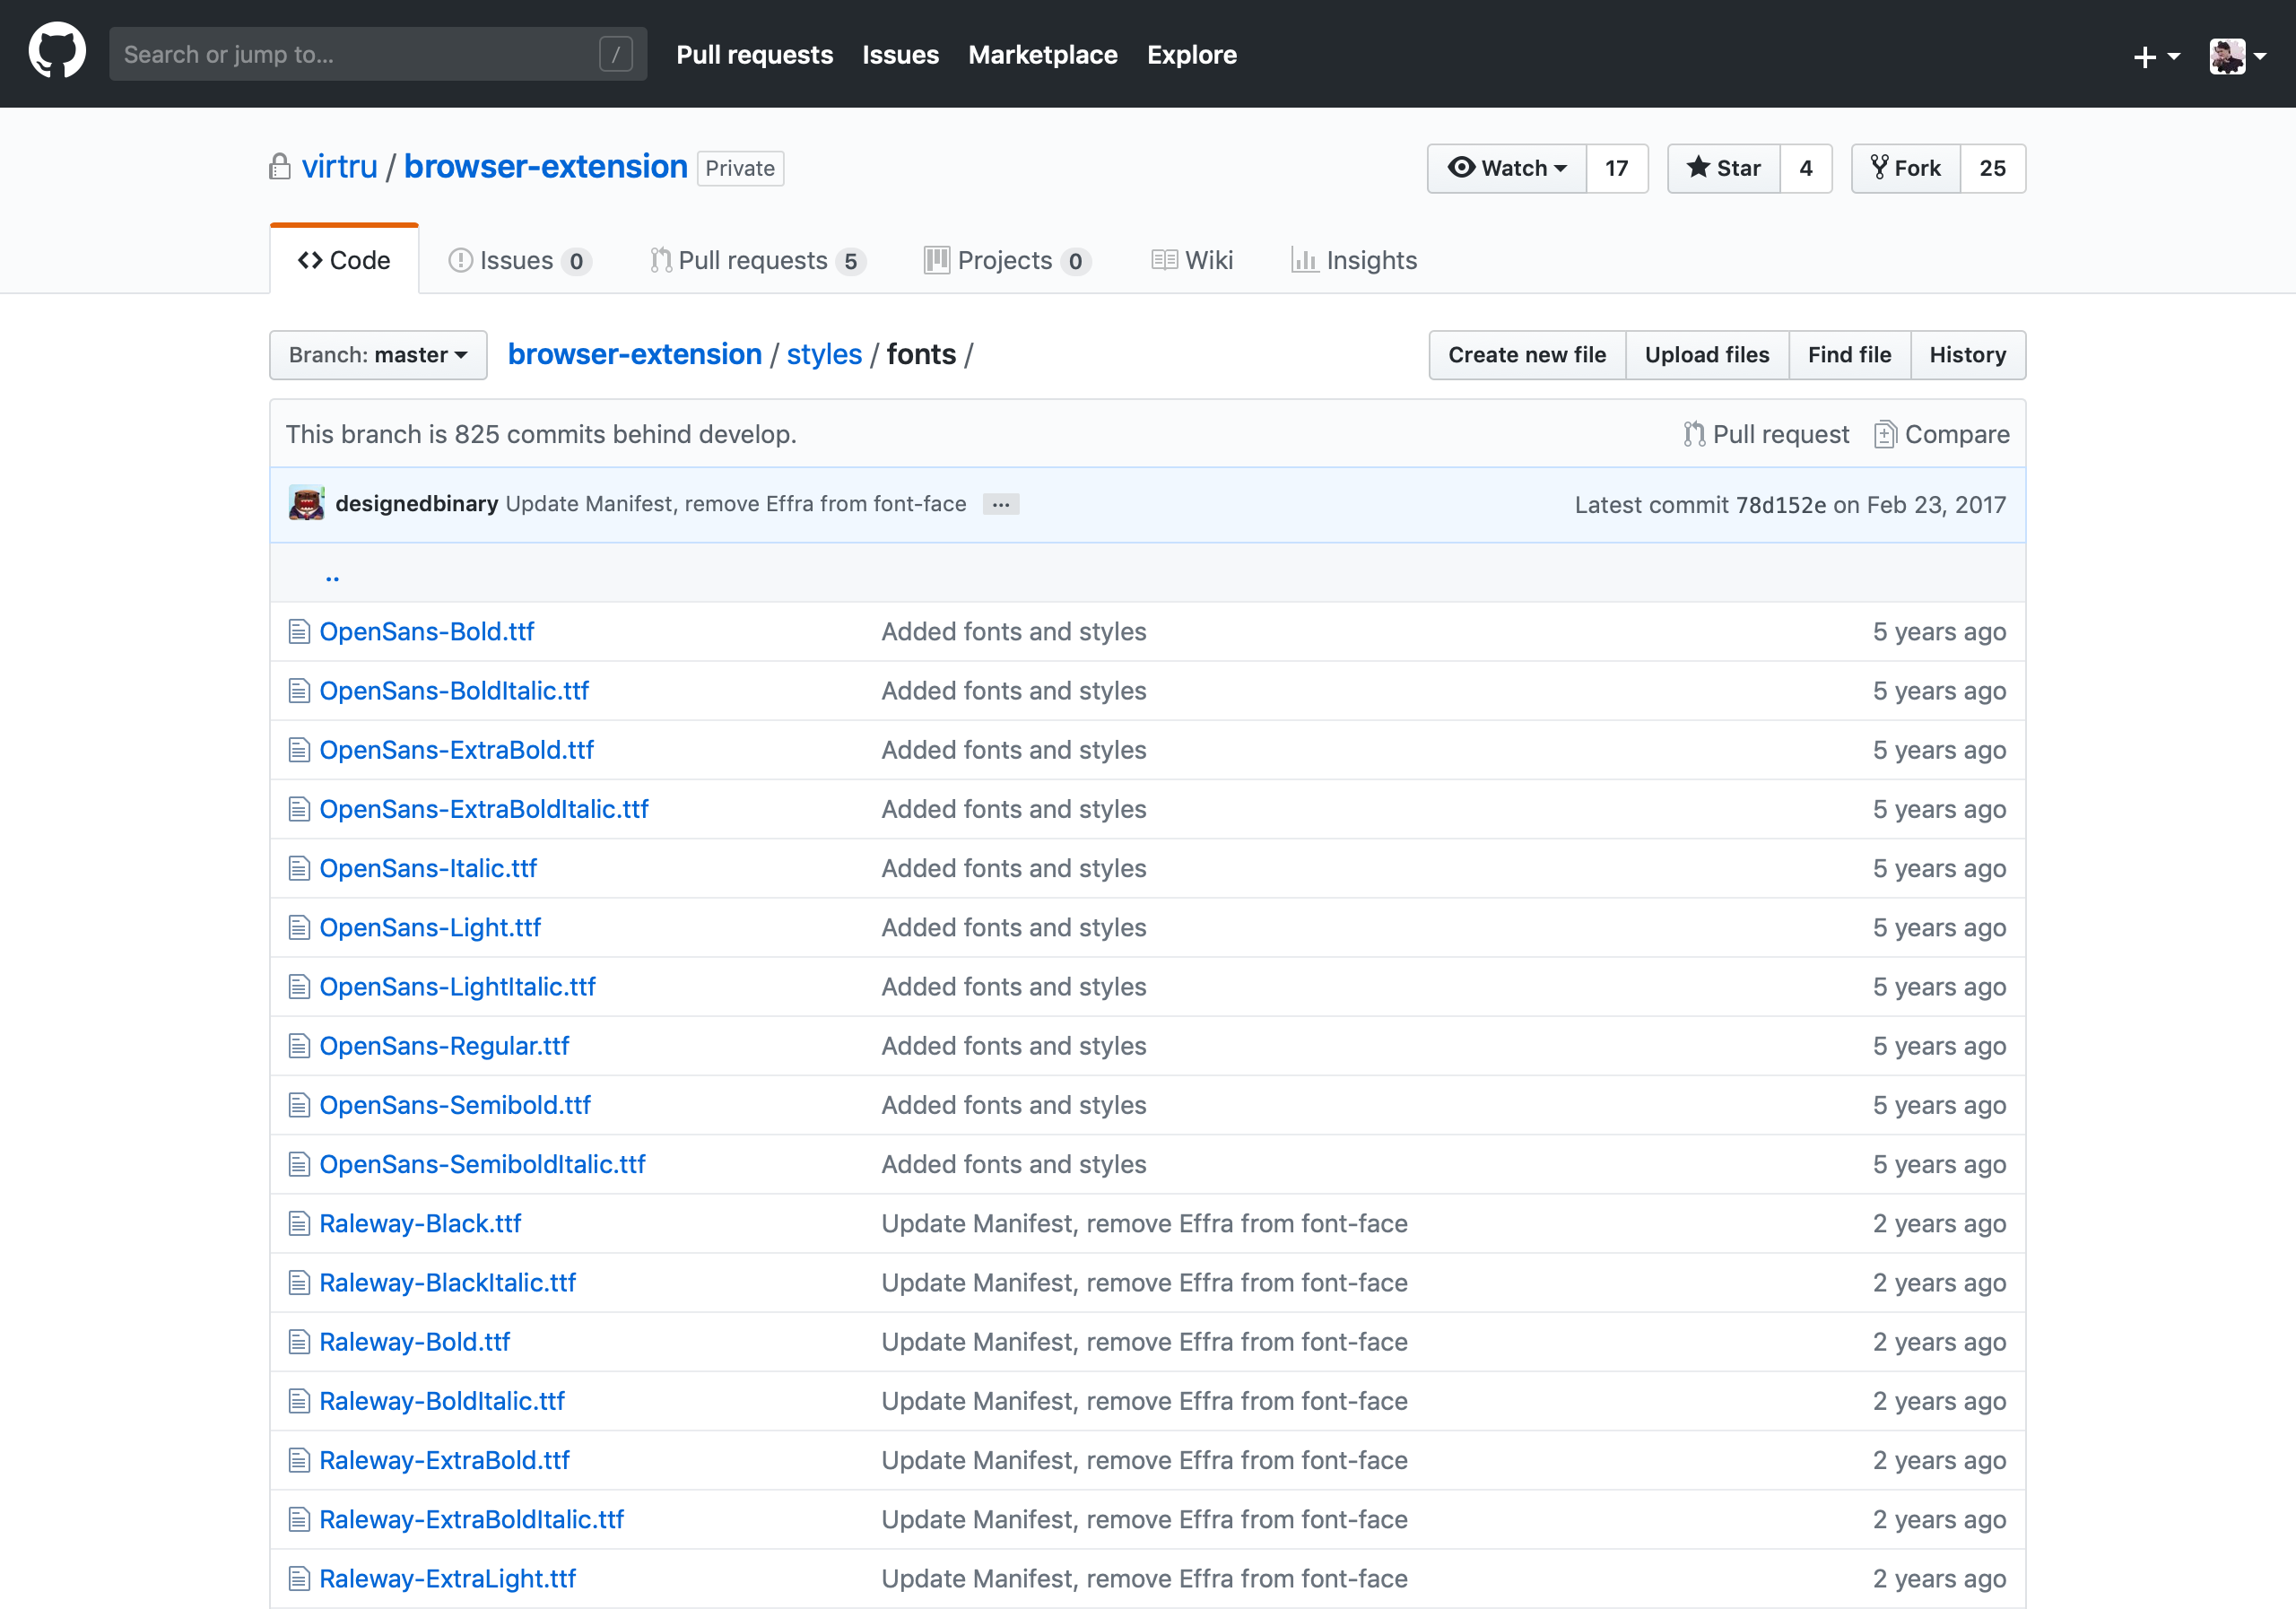 Search or jump to... / Pull requests Issues Marketplace Explore
virtru / browser-extension Private Watch 17 Star 4 Fork 25
Code Issues 0 Pull requests 5 Projects 0 Wiki Insights
Branch: master browser-extension / styles / fonts / Create new file Upload files Find file History
This branch is 825 commits behind develop. Pull request Compare
designedbinary Update Manifest, remove Effra from font-face ... Latest commit 78d152e on Feb 23, 2017
..
OpenSans-Bold.ttf Added fonts and styles 5 years ago
OpenSans-BoldItalic.ttf Added fonts and styles 5 years ago
OpenSans-ExtraBold.ttf Added fonts and styles 5 years ago
OpenSans-ExtraBoldItalic.ttf Added fonts and styles 5 years ago
OpenSans-Italic.ttf Added fonts and styles 5 years ago
OpenSans-Light.ttf Added fonts and styles 5 years ago
OpenSans-LightItalic.ttf Added fonts and styles 5 years ago
OpenSans-Regular.ttf Added fonts and styles 5 years ago
OpenSans-Semibold.ttf Added fonts and styles 5 years ago
OpenSans-SemiboldItalic.ttf Added fonts and styles 5 years ago
Raleway-Black.ttf Update Manifest, remove Effra from font-face 2 years ago
Raleway-BlackItalic.ttf Update Manifest, remove Effra from font-face 2 years ago
Raleway-Bold.ttf Update Manifest, remove Effra from font-face 2 years ago
Raleway-BoldItalic.ttf Update Manifest, remove Effra from font-face 2 years ago
Raleway-ExtraBold.ttf Update Manifest, remove Effra from font-face 2 years ago
Raleway-ExtraBoldItalic.ttf Update Manifest, remove Effra from font-face 2 years ago
Raleway-ExtraLight.ttf Update Manifest, remove Effra from font-face 2 years ago